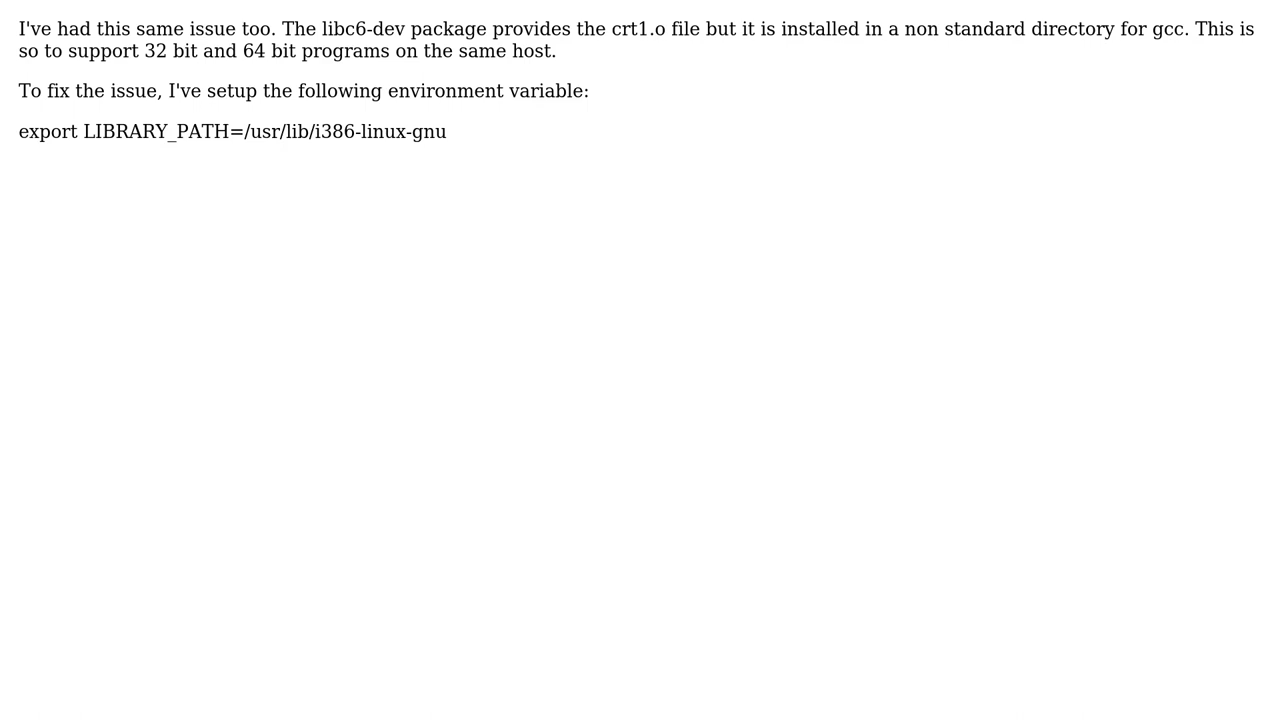 I've had this same issue too. The libc6-dev package provides the crt1.o file but it is installed in a non standard directory for gcc. This is
so to support 32 bit and 64 bit programs on the same host.
To fix the issue, I've setup the following environment variable:
export LIBRARY_PATH=/usr/lib/i386-linux-gnu